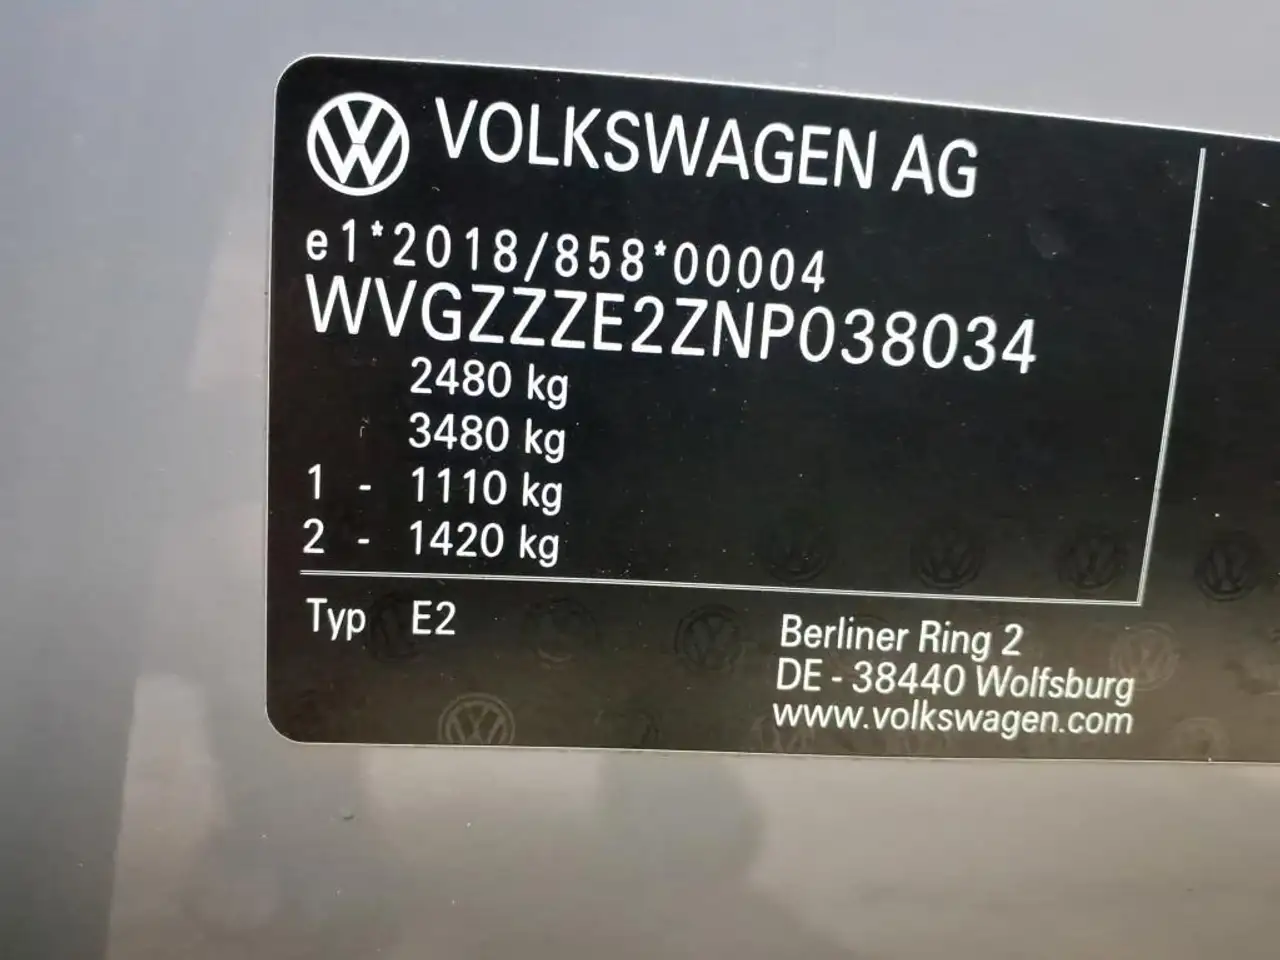 VOLKSWAGEN AG
e1*2018/858*00004
WVGZZZE2ZNP038034
2480 kg
3480 kg
1 - 1110 kg
2 - 1420 kg
Typ E2
Berliner Ring 2
DE - 38440 Wolfsburg
www.volkswagen.com